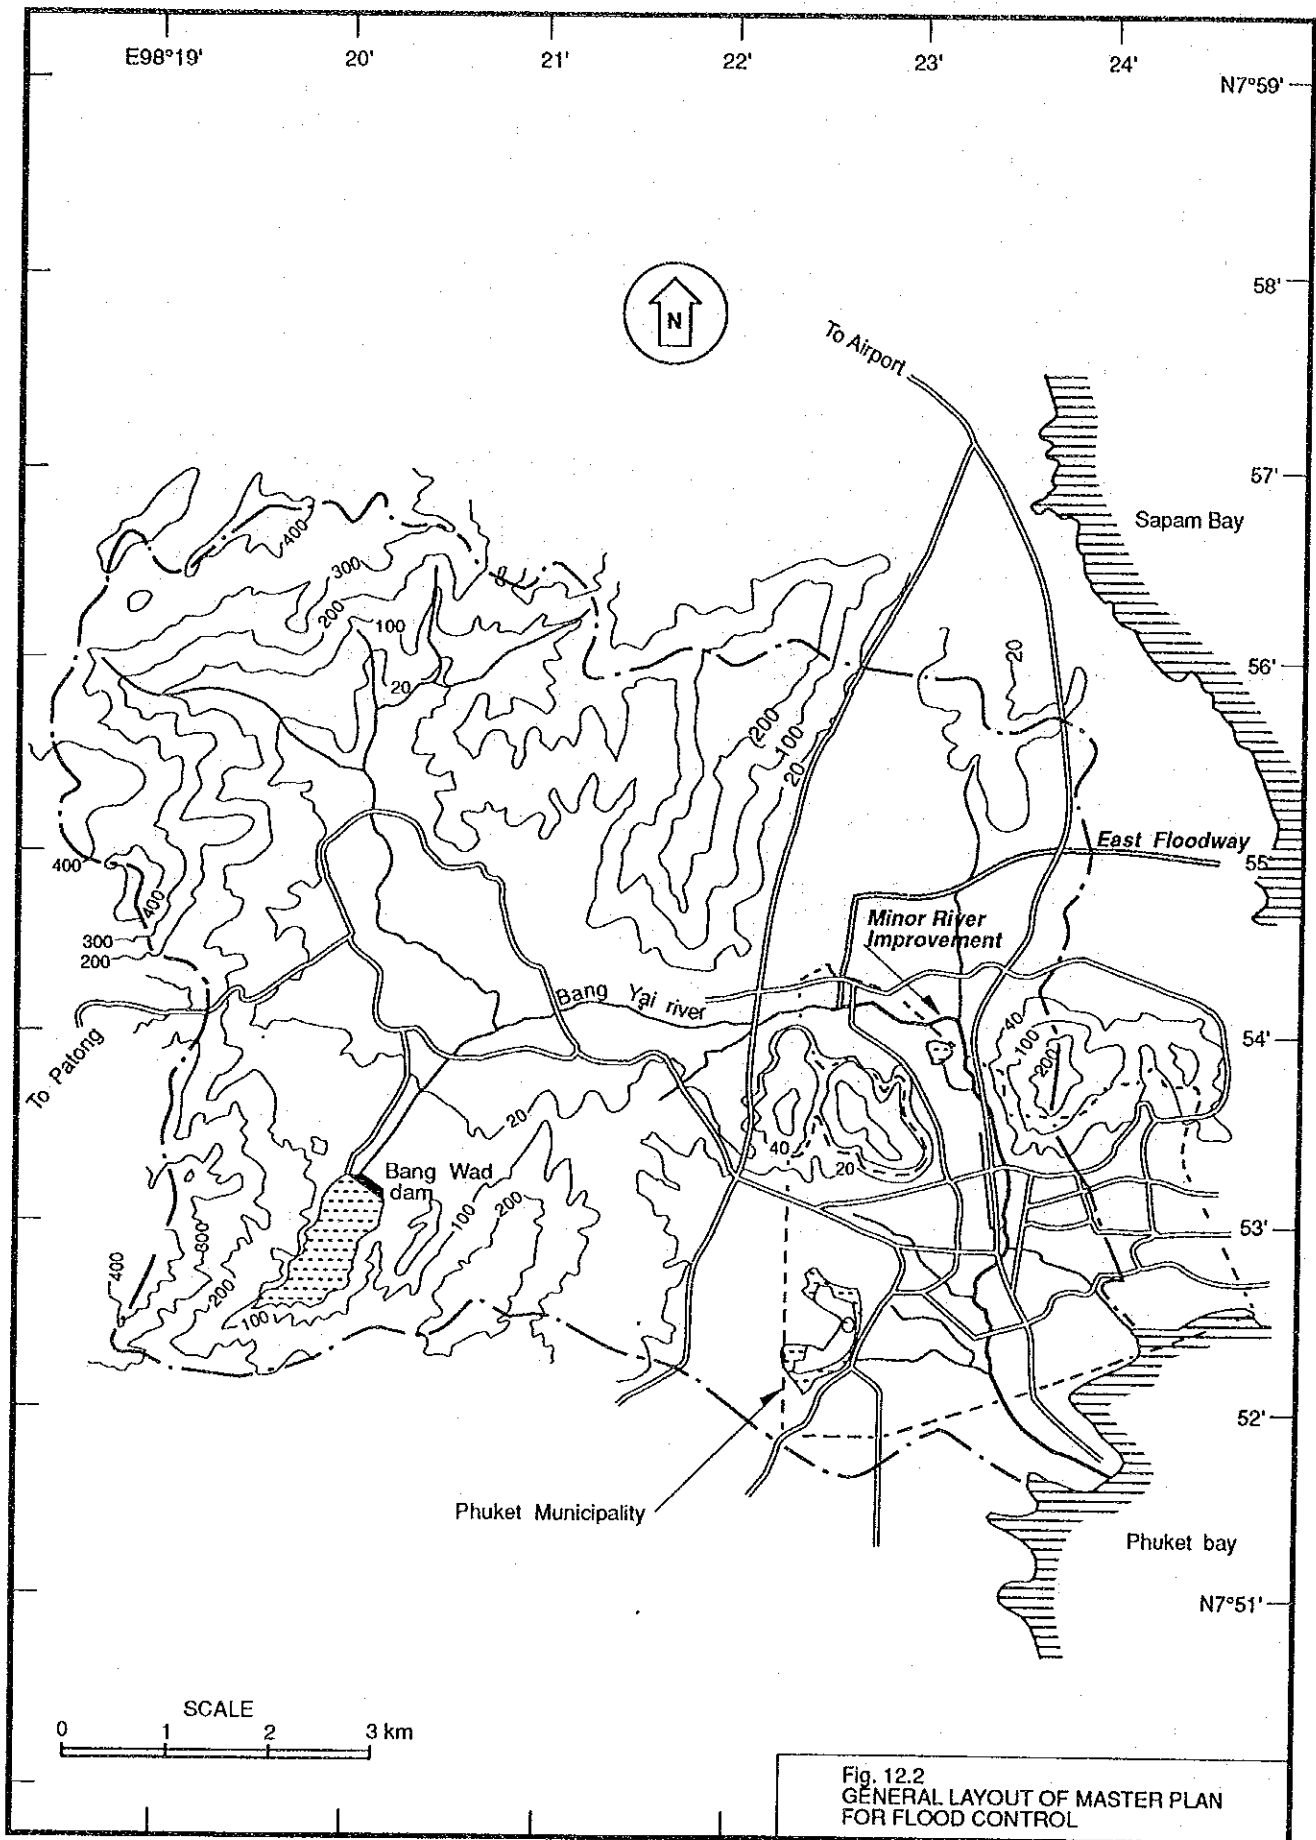 E98°19' 20' 21' 22' 23' 24'
N7°59'
58'
N
To Airport
57'
Sapam Bay
400
300
200
100
20
20
56'
200
100
20
East Floodway
55'
400
400
Minor River
Improvement
300
200
Bang Yai river
54'
40
100
200
To Patong
20
40
20
Bang Wad
dam
100
200
53'
400
300
200
100
52'
Phuket Municipality
Phuket bay
N7°51'
SCALE
0 1 2 3 km
Fig. 12.2
GENERAL LAYOUT OF MASTER PLAN
FOR FLOOD CONTROL